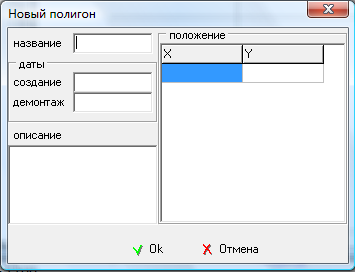 Новый полигон
название
даты
создание
демонтаж
описание
положение
X Y
Ok Отмена